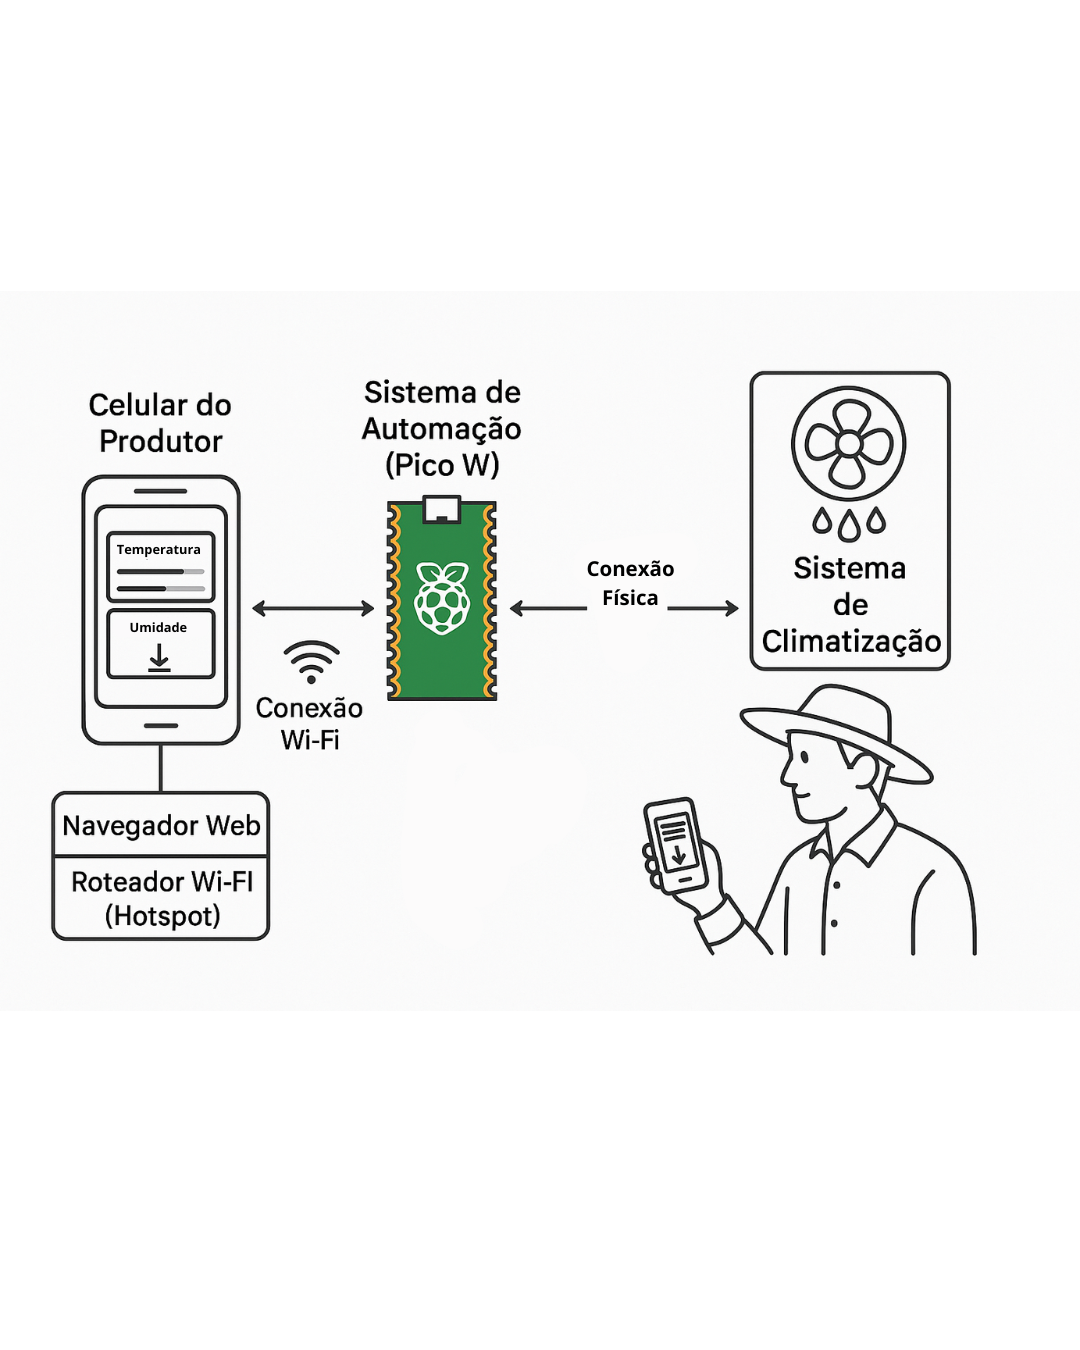 Celular do
Produtor
Temperatura
Umidade
Navegador Web
Roteador Wi-FI
(Hotspot)
Conexão
Wi-Fi
Sistema de
Automação
(Pico W)
Conexão
Física
Sistema
de
Climatização